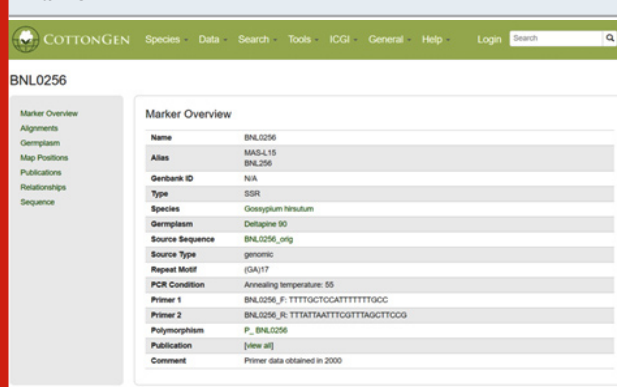 COTTONGEN Species Data Search Tools ICGI General Help Login Search
BNL0256
Marker Overview
Alignments
Germplasm
Map Positions
Publications
Relationships
Sequence
Marker Overview
Name BNL0256
Alias MAS-L15
BNL256
Genbank ID N/A
Type SSR
Species Gossypium hirsutum
Germplasm Deltapine 90
Source Sequence BNL0256_orig
Source Type genomic
Repeat Motif (GA)17
PCR Condition Annealing temperature: 55
Primer 1 BNL0256_F: TTTTGCTCCATTTTTTTGCC
Primer 2 BNL0256_R: TTTATTAATTTCGTTTAGCTTCCG
Polymorphism P_ BNL0256
Publication [view all]
Comment Primer data obtained in 2000